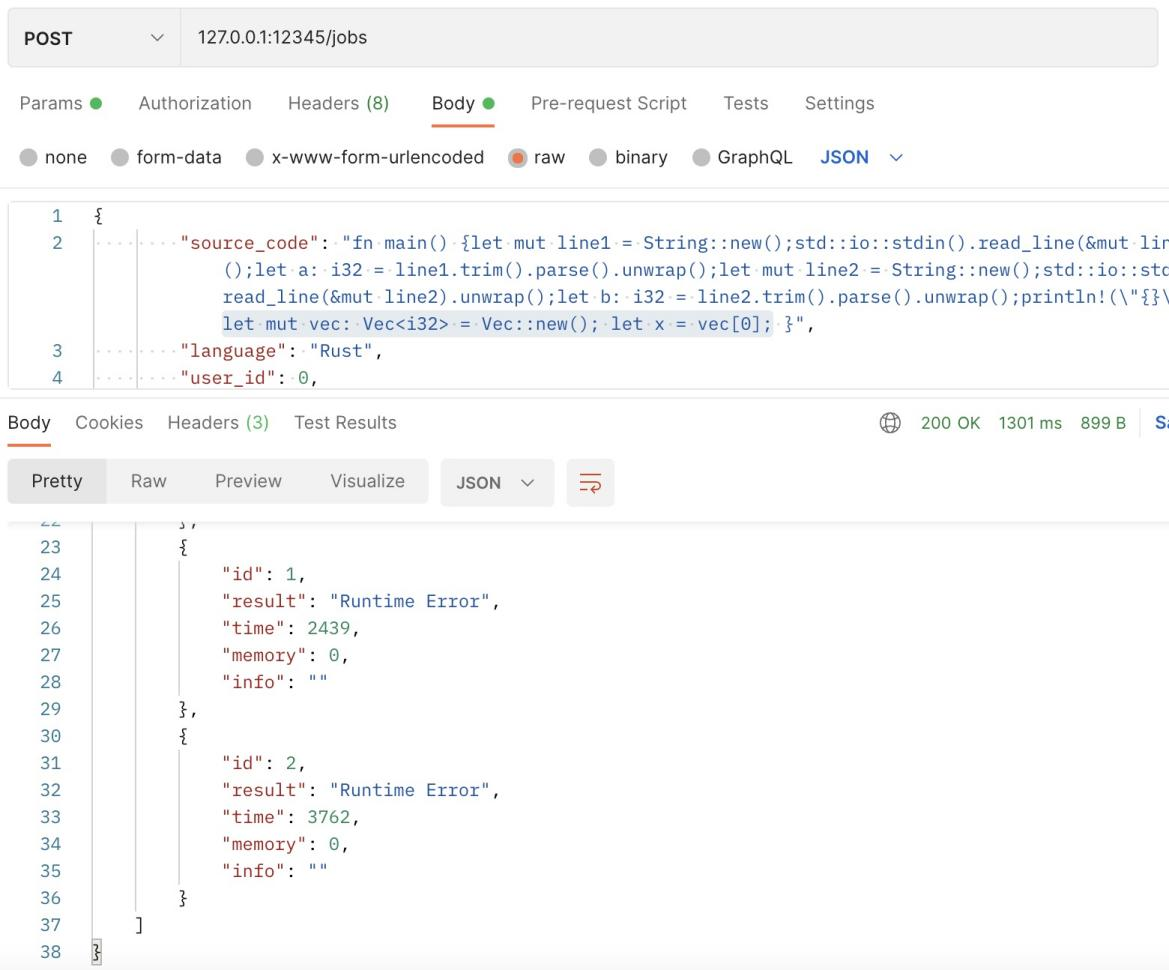 POST 127.0.0.1:12345/jobs
Params Authorization Headers (8) Body Pre-request Script Tests Settings
none form-data x-www-form-urlencoded raw binary GraphQL JSON
1 {
2 "source_code": "fn main() {let mut line1 = String::new();std::io::stdin().read_line(&mut lin
();let a: i32 = line1.trim().parse().unwrap();let mut line2 = String::new();std::io::std
read_line(&mut line2).unwrap();let b: i32 = line2.trim().parse().unwrap();println!(\"{}\
let mut vec: Vec<i32> = Vec::new(); let x = vec[0]; }",
3 "language": "Rust",
4 "user_id": 0,
Body Cookies Headers (3) Test Results 200 OK 1301 ms 899 B Sa
Pretty Raw Preview Visualize JSON
22 },
23 {
24 "id": 1,
25 "result": "Runtime Error",
26 "time": 2439,
27 "memory": 0,
28 "info": ""
29 },
30 {
31 "id": 2,
32 "result": "Runtime Error",
33 "time": 3762,
34 "memory": 0,
35 "info": ""
36 }
37 ]
38 }